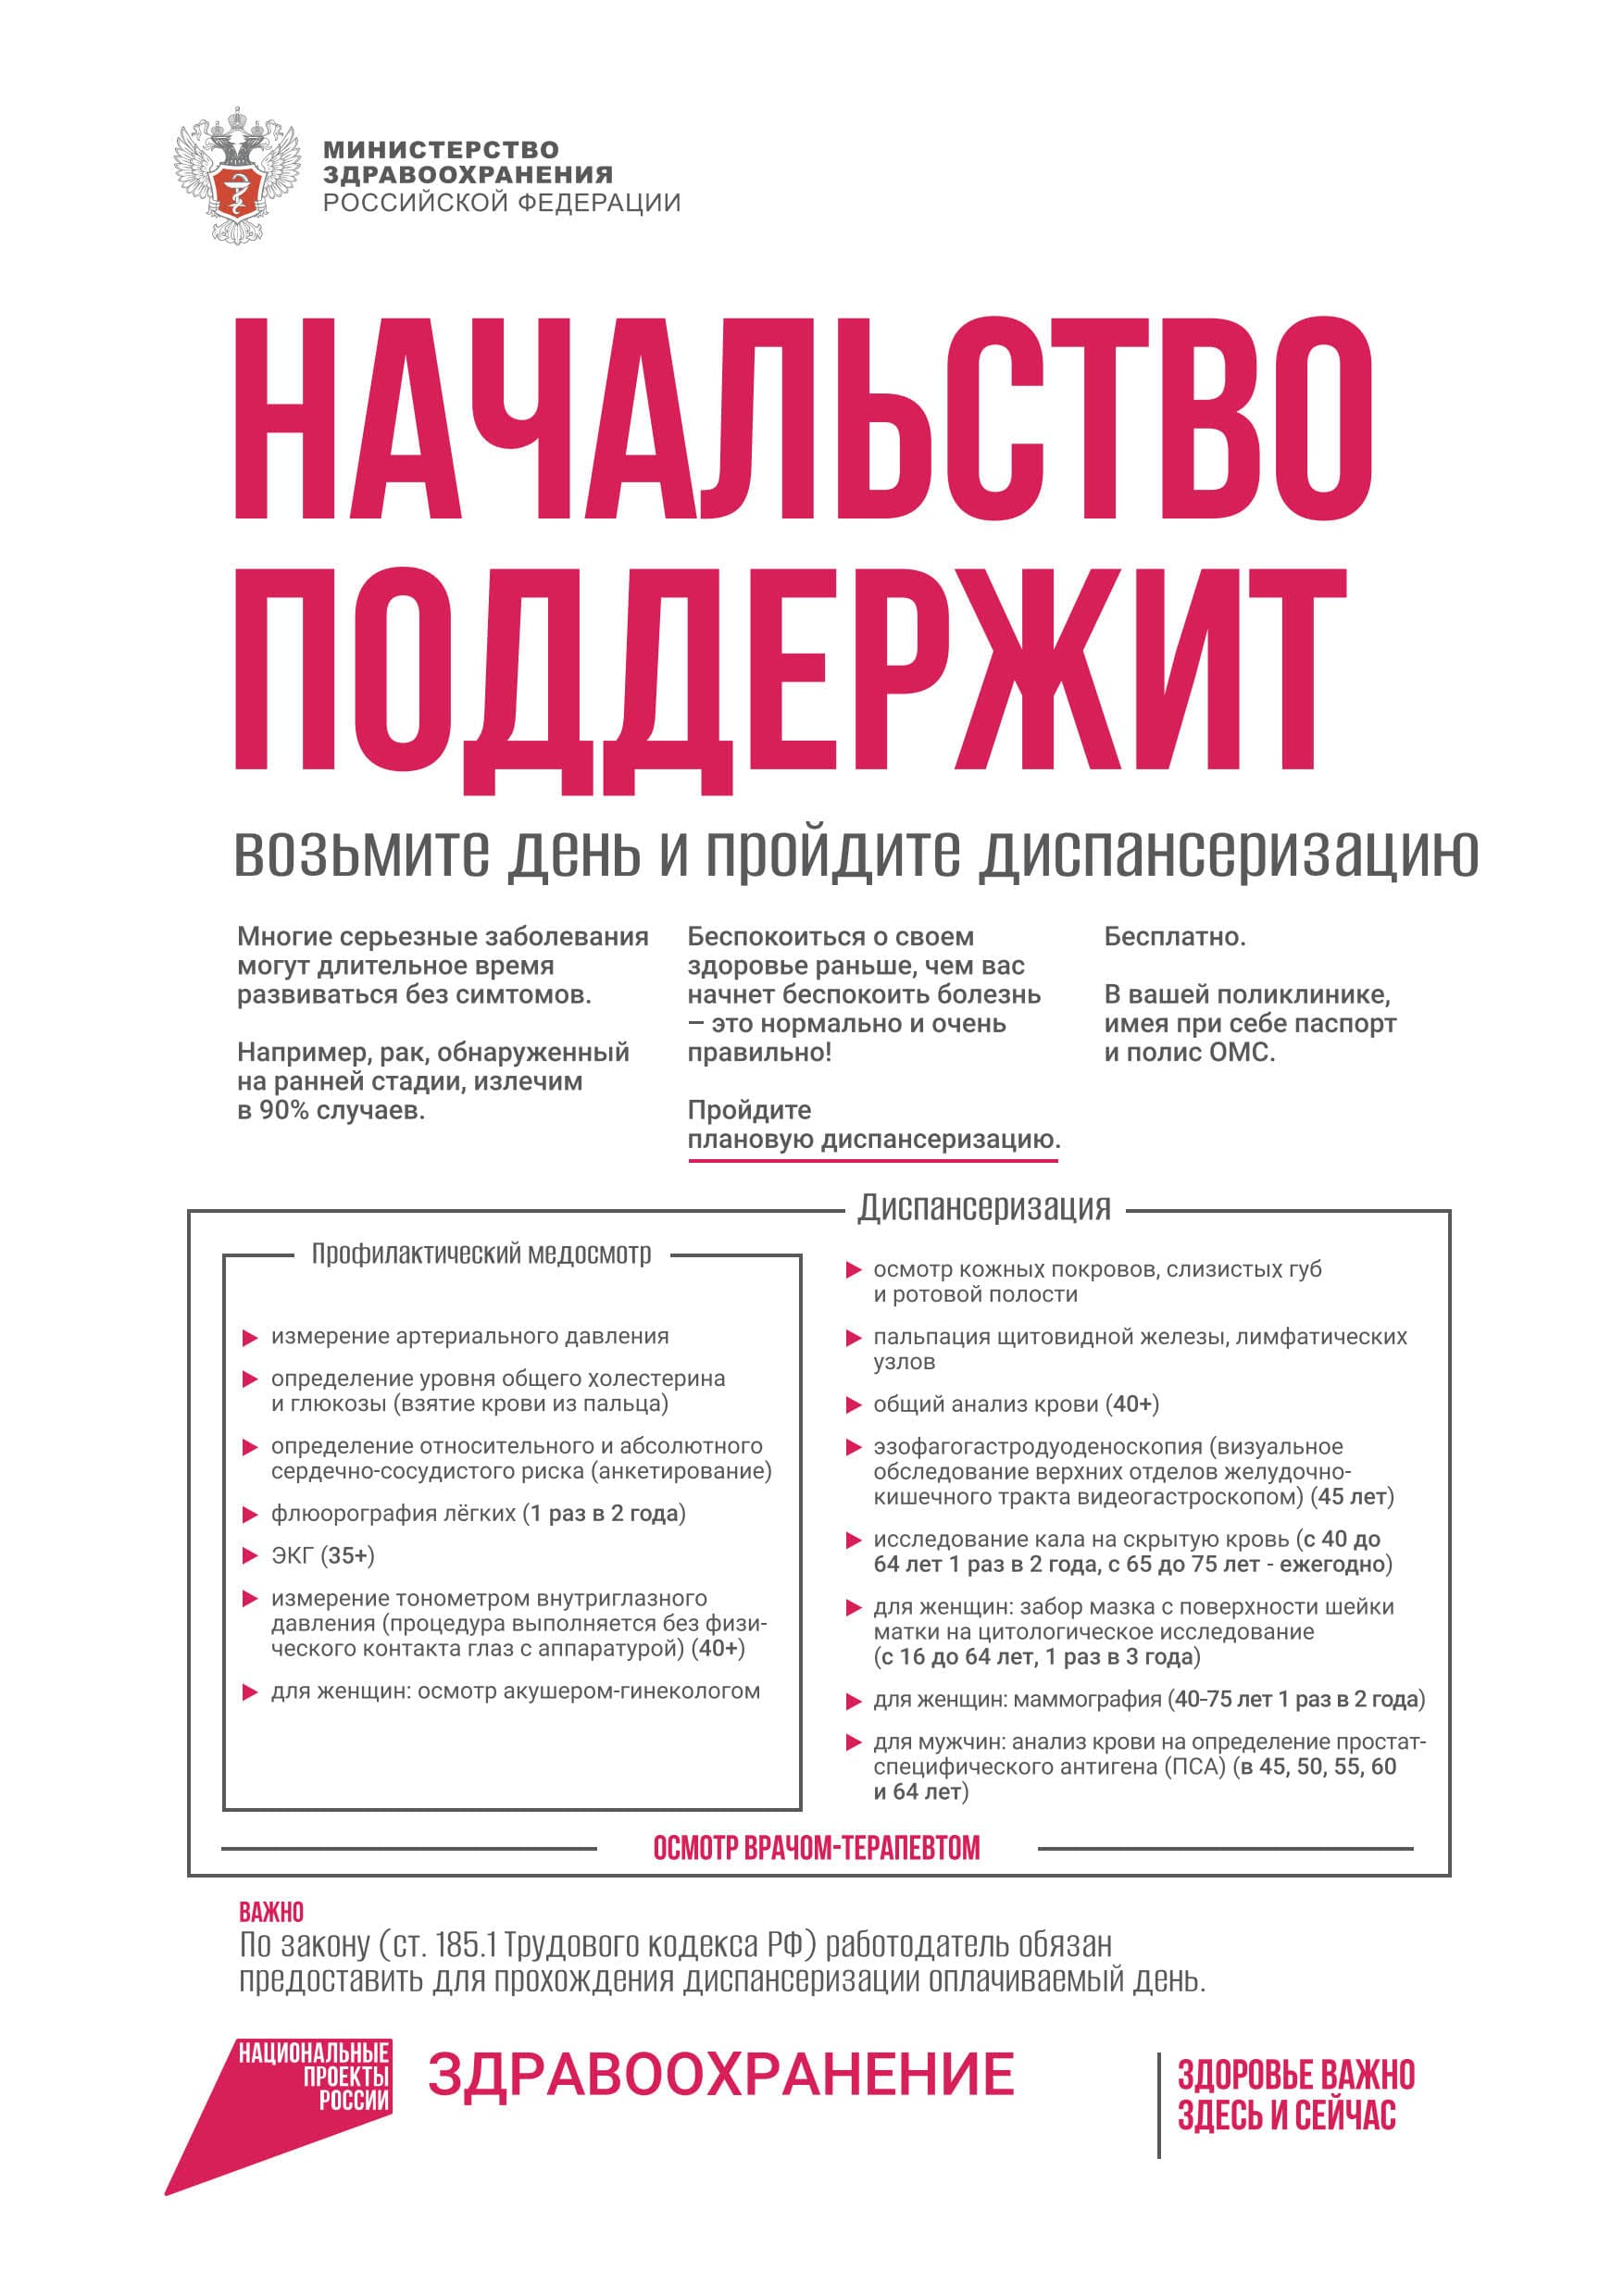 МИНИСТЕРСТВО
ЗДРАВООХРАНЕНИЯ
РОССИЙСКОЙ ФЕДЕРАЦИИ
НАЧАЛЬСТВО
ПОДДЕРЖИТ
возьмите день и пройдите диспансеризацию
Многие серьезные заболевания
могут длительное время
развиваться без симтомов.
Например, рак, обнаруженный
на ранней стадии, излечим
в 90% случаев.
Беспокоиться о своем
здоровье раньше, чем вас
начнет беспокоить болезнь
– это нормально и очень
правильно!
Пройдите
плановую диспансеризацию.
Бесплатно.
В вашей поликлинике,
имея при себе паспорт
и полис ОМС.
Диспансеризация
Профилактический медосмотр
измерение артериального давления
определение уровня общего холестерина
и глюкозы (взятие крови из пальца)
определение относительного и абсолютного
сердечно-сосудистого риска (анкетирование)
флюорография лёгких (1 раз в 2 года)
ЭКГ (35+)
измерение тонометром внутриглазного
давления (процедура выполняется без физи-
ческого контакта глаз с аппаратурой) (40+)
для женщин: осмотр акушером-гинекологом
осмотр кожных покровов, слизистых губ
и ротовой полости
пальпация щитовидной железы, лимфатических
узлов
общий анализ крови (40+)
эзофагогастродуоденоскопия (визуальное
обследование верхних отделов желудочно-
кишечного тракта видеогастроскопом) (45 лет)
исследование кала на скрытую кровь (с 40 до
64 лет 1 раз в 2 года, с 65 до 75 лет - ежегодно)
для женщин: забор мазка с поверхности шейки
матки на цитологическое исследование
(с 16 до 64 лет, 1 раз в 3 года)
для женщин: маммография (40-75 лет 1 раз в 2 года)
для мужчин: анализ крови на определение простат-
специфического антигена (ПСА) (в 45, 50, 55, 60
и 64 лет)
ОСМОТР ВРАЧОМ-ТЕРАПЕВТОМ
ВАЖНО
По закону (ст. 185.1 Трудового кодекса РФ) работодатель обязан
предоставить для прохождения диспансеризации оплачиваемый день.
НАЦИОНАЛЬНЫЕ
ПРОЕКТЫ
РОССИИ
ЗДРАВООХРАНЕНИЕ
ЗДОРОВЬЕ ВАЖНО
ЗДЕСЬ И СЕЙЧАС